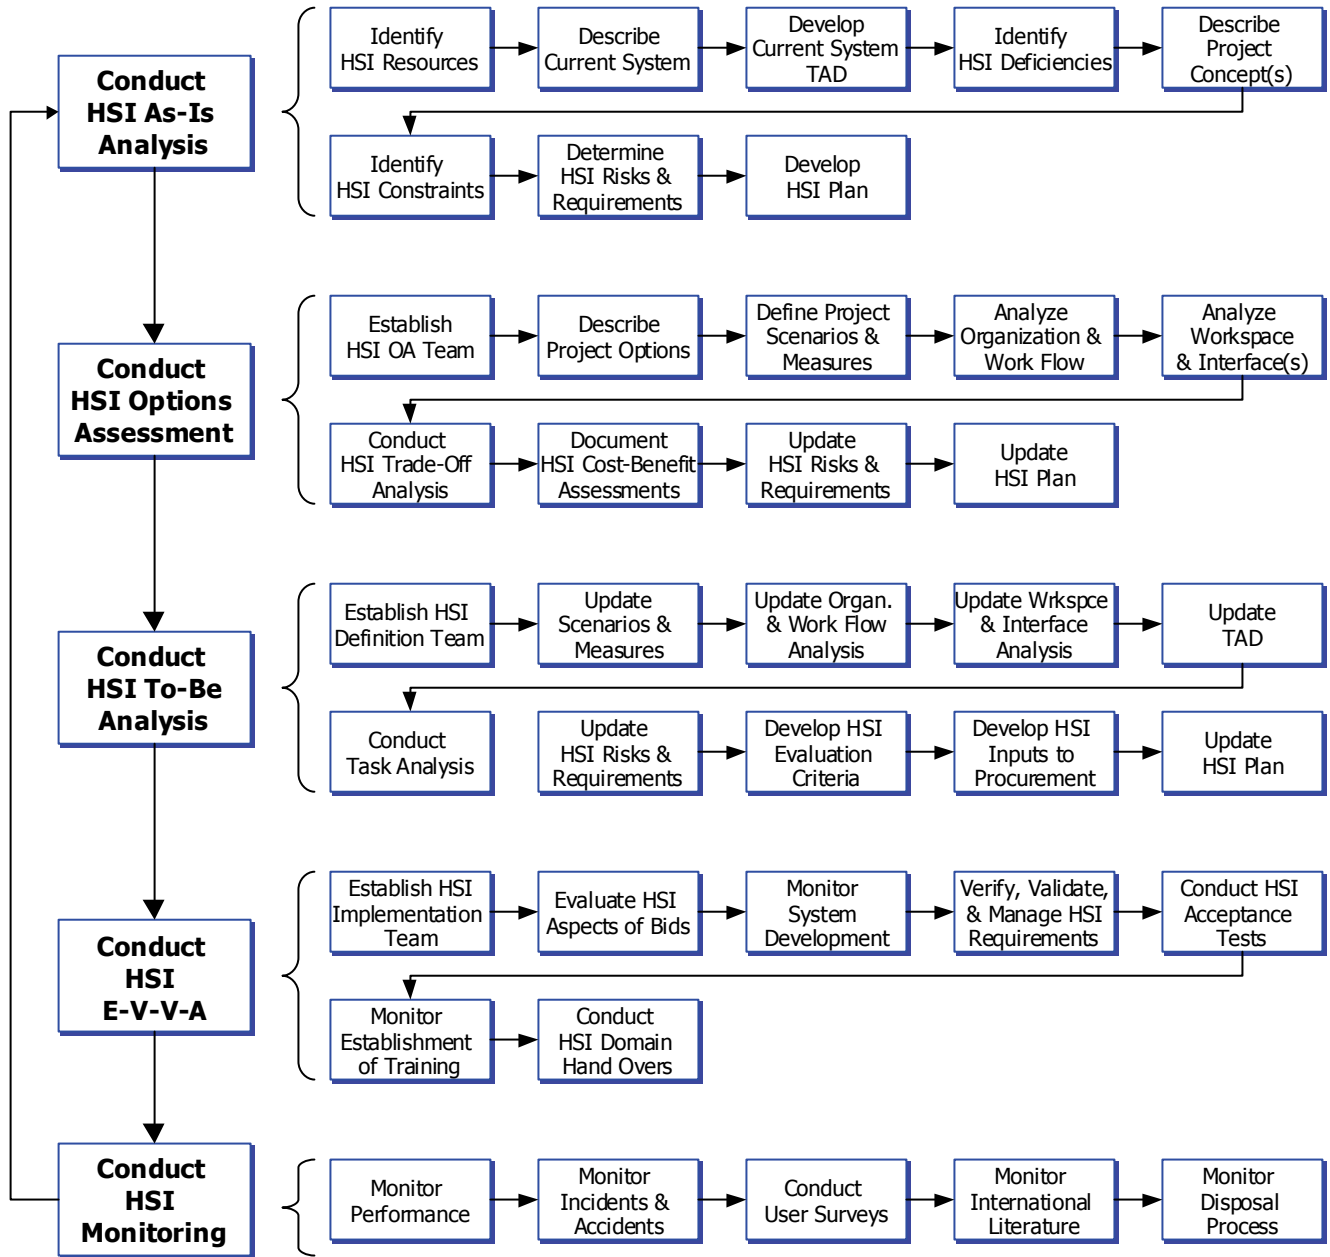 Conduct
HSI As-Is
Analysis
Identify
HSI Resources
Describe
Current System
Develop
Current System
TAD
Identify
HSI Deficiencies
Describe
Project
Concept(s)
Identify
HSI Constraints
Determine
HSI Risks &
Requirements
Develop
HSI Plan
Conduct
HSI Options
Assessment
Establish
HSI OA Team
Describe
Project Options
Define Project
Scenarios &
Measures
Analyze
Organization &
Work Flow
Analyze
Workspace
& Interface(s)
Conduct
HSI Trade-Off
Analysis
Document
HSI Cost-Benefit
Assessments
Update
HSI Risks &
Requirements
Update
HSI Plan
Conduct
HSI To-Be
Analysis
Establish HSI
Definition Team
Update
Scenarios &
Measures
Update Organ.
& Work Flow
Analysis
Update Wrkspce
& Interface
Analysis
Update
TAD
Conduct
Task Analysis
Update
HSI Risks &
Requirements
Develop HSI
Evaluation
Criteria
Develop HSI
Inputs to
Procurement
Update
HSI Plan
Conduct
HSI
E-V-V-A
Establish HSI
Implementation
Team
Evaluate HSI
Aspects of Bids
Monitor
System
Development
Verify, Validate,
& Manage HSI
Requirements
Conduct HSI
Acceptance
Tests
Monitor
Establishment
of Training
Conduct
HSI Domain
Hand Overs
Conduct
HSI
Monitoring
Monitor
Performance
Monitor
Incidents &
Accidents
Conduct
User Surveys
Monitor
International
Literature
Monitor
Disposal
Process